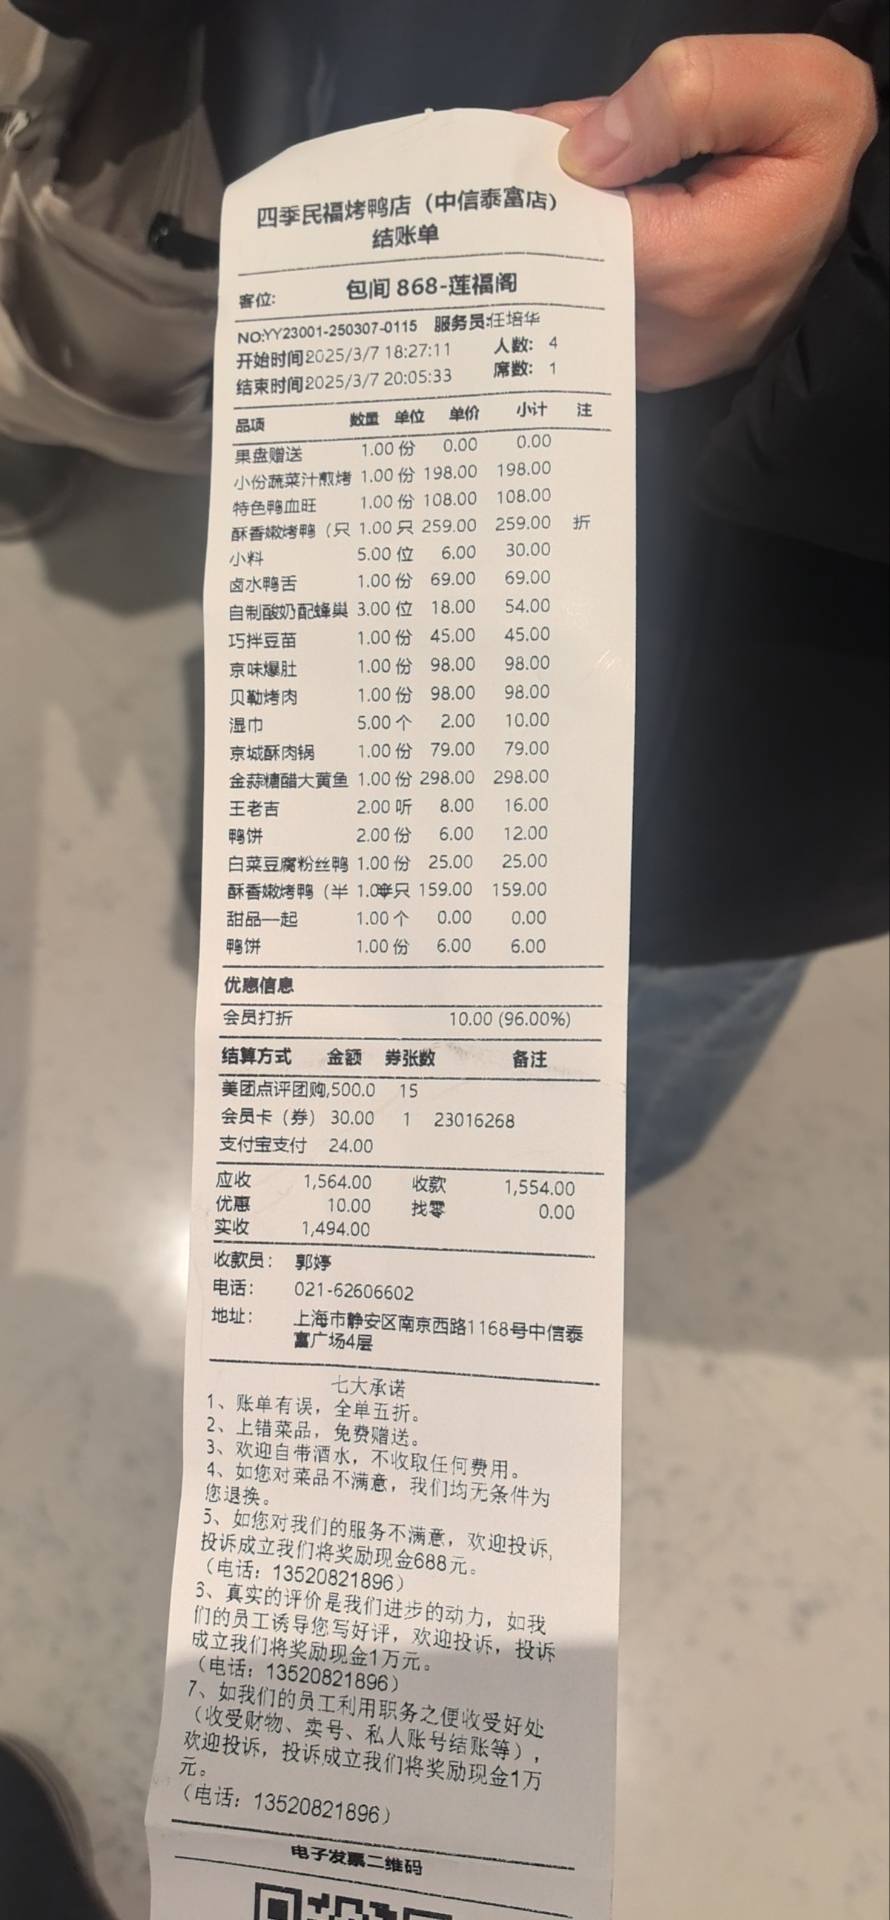 四季民福烤鸭店（中信泰富店）
结账单
客位: 包间 868-莲福阁
NO:YY23001-250307-0115 服务员:任培华
开始时间2025/3/7 18:27:11 人数: 4
结束时间2025/3/7 20:05:33 席数: 1
品项 数量 单位 单价 小计 注
果盘赠送 1.00 份 0.00 0.00
小份蔬菜汁煎烤 1.00 份 198.00 198.00
特色鸭血旺 1.00 份 108.00 108.00
酥香嫩烤鸭（只 1.00 只 259.00 259.00 折
小料 5.00 位 6.00 30.00
卤水鸭舌 1.00 份 69.00 69.00
自制酸奶配蜂巢 3.00 位 18.00 54.00
巧拌豆苗 1.00 份 45.00 45.00
京味爆肚 1.00 份 98.00 98.00
贝勒烤肉 1.00 份 98.00 98.00
湿巾 5.00 个 2.00 10.00
京城酥肉锅 1.00 份 79.00 79.00
金蒜糖醋大黄鱼 1.00 份 298.00 298.00
王老吉 2.00 听 8.00 16.00
鸭饼 2.00 份 6.00 12.00
白菜豆腐粉丝鸭 1.00 份 25.00 25.00
酥香嫩烤鸭（半 1.0半只 159.00 159.00
甜品一起 1.00 个 0.00 0.00
鸭饼 1.00 份 6.00 6.00
优惠信息
会员打折 10.00 (96.00%)
结算方式 金额 券张数 备注
美团点评团购,500.0 15
会员卡（券） 30.00 1 23016268
支付宝支付 24.00
应收 1,564.00 收款 1,554.00
优惠 10.00 找零 0.00
实收 1,494.00
收款员: 郭婷
电话: 021-62606602
地址: 上海市静安区南京西路1168号中信泰
富广场4层
七大承诺
1、账单有误，全单五折。
2、上错菜品，免费赠送。
3、欢迎自带酒水，不收取任何费用。
4、如您对菜品不满意，我们均无条件为
您退换。
5、如您对我们的服务不满意，欢迎投诉,
投诉成立我们将奖励现金688元。
（电话：13520821896）
6、真实的评价是我们进步的动力，如我
们的员工诱导您写好评，欢迎投诉，投诉
成立我们将奖励现金1万元。
（电话：13520821896）
7、如我们的员工利用职务之便收受好处
（收受财物、卖号、私人账号结账等），
欢迎投诉，投诉成立我们将奖励现金1万
元。
（电话：13520821896）
电子发票二维码